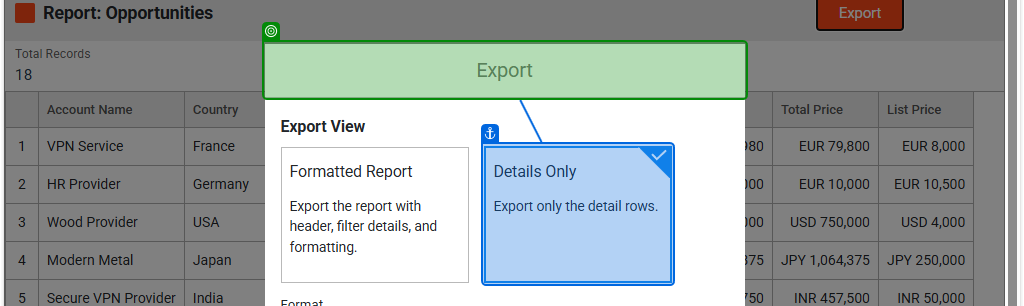 Report: Opportunities
Export
Total Records
18
Export
Account Name Country Total Price List Price
Export View
1 VPN Service France 980 EUR 79,800 EUR 8,000
Formatted Report Details Only
2 HR Provider Germany 000 EUR 10,000 EUR 10,500
Export the report with Export only the detail rows.
header, filter details, and
formatting.
3 Wood Provider USA 000 USD 750,000 USD 4,000
4 Modern Metal Japan 375 JPY 1,064,375 JPY 250,000
5 Secure VPN Provider India 750 INR 457,500 INR 50,000
Format